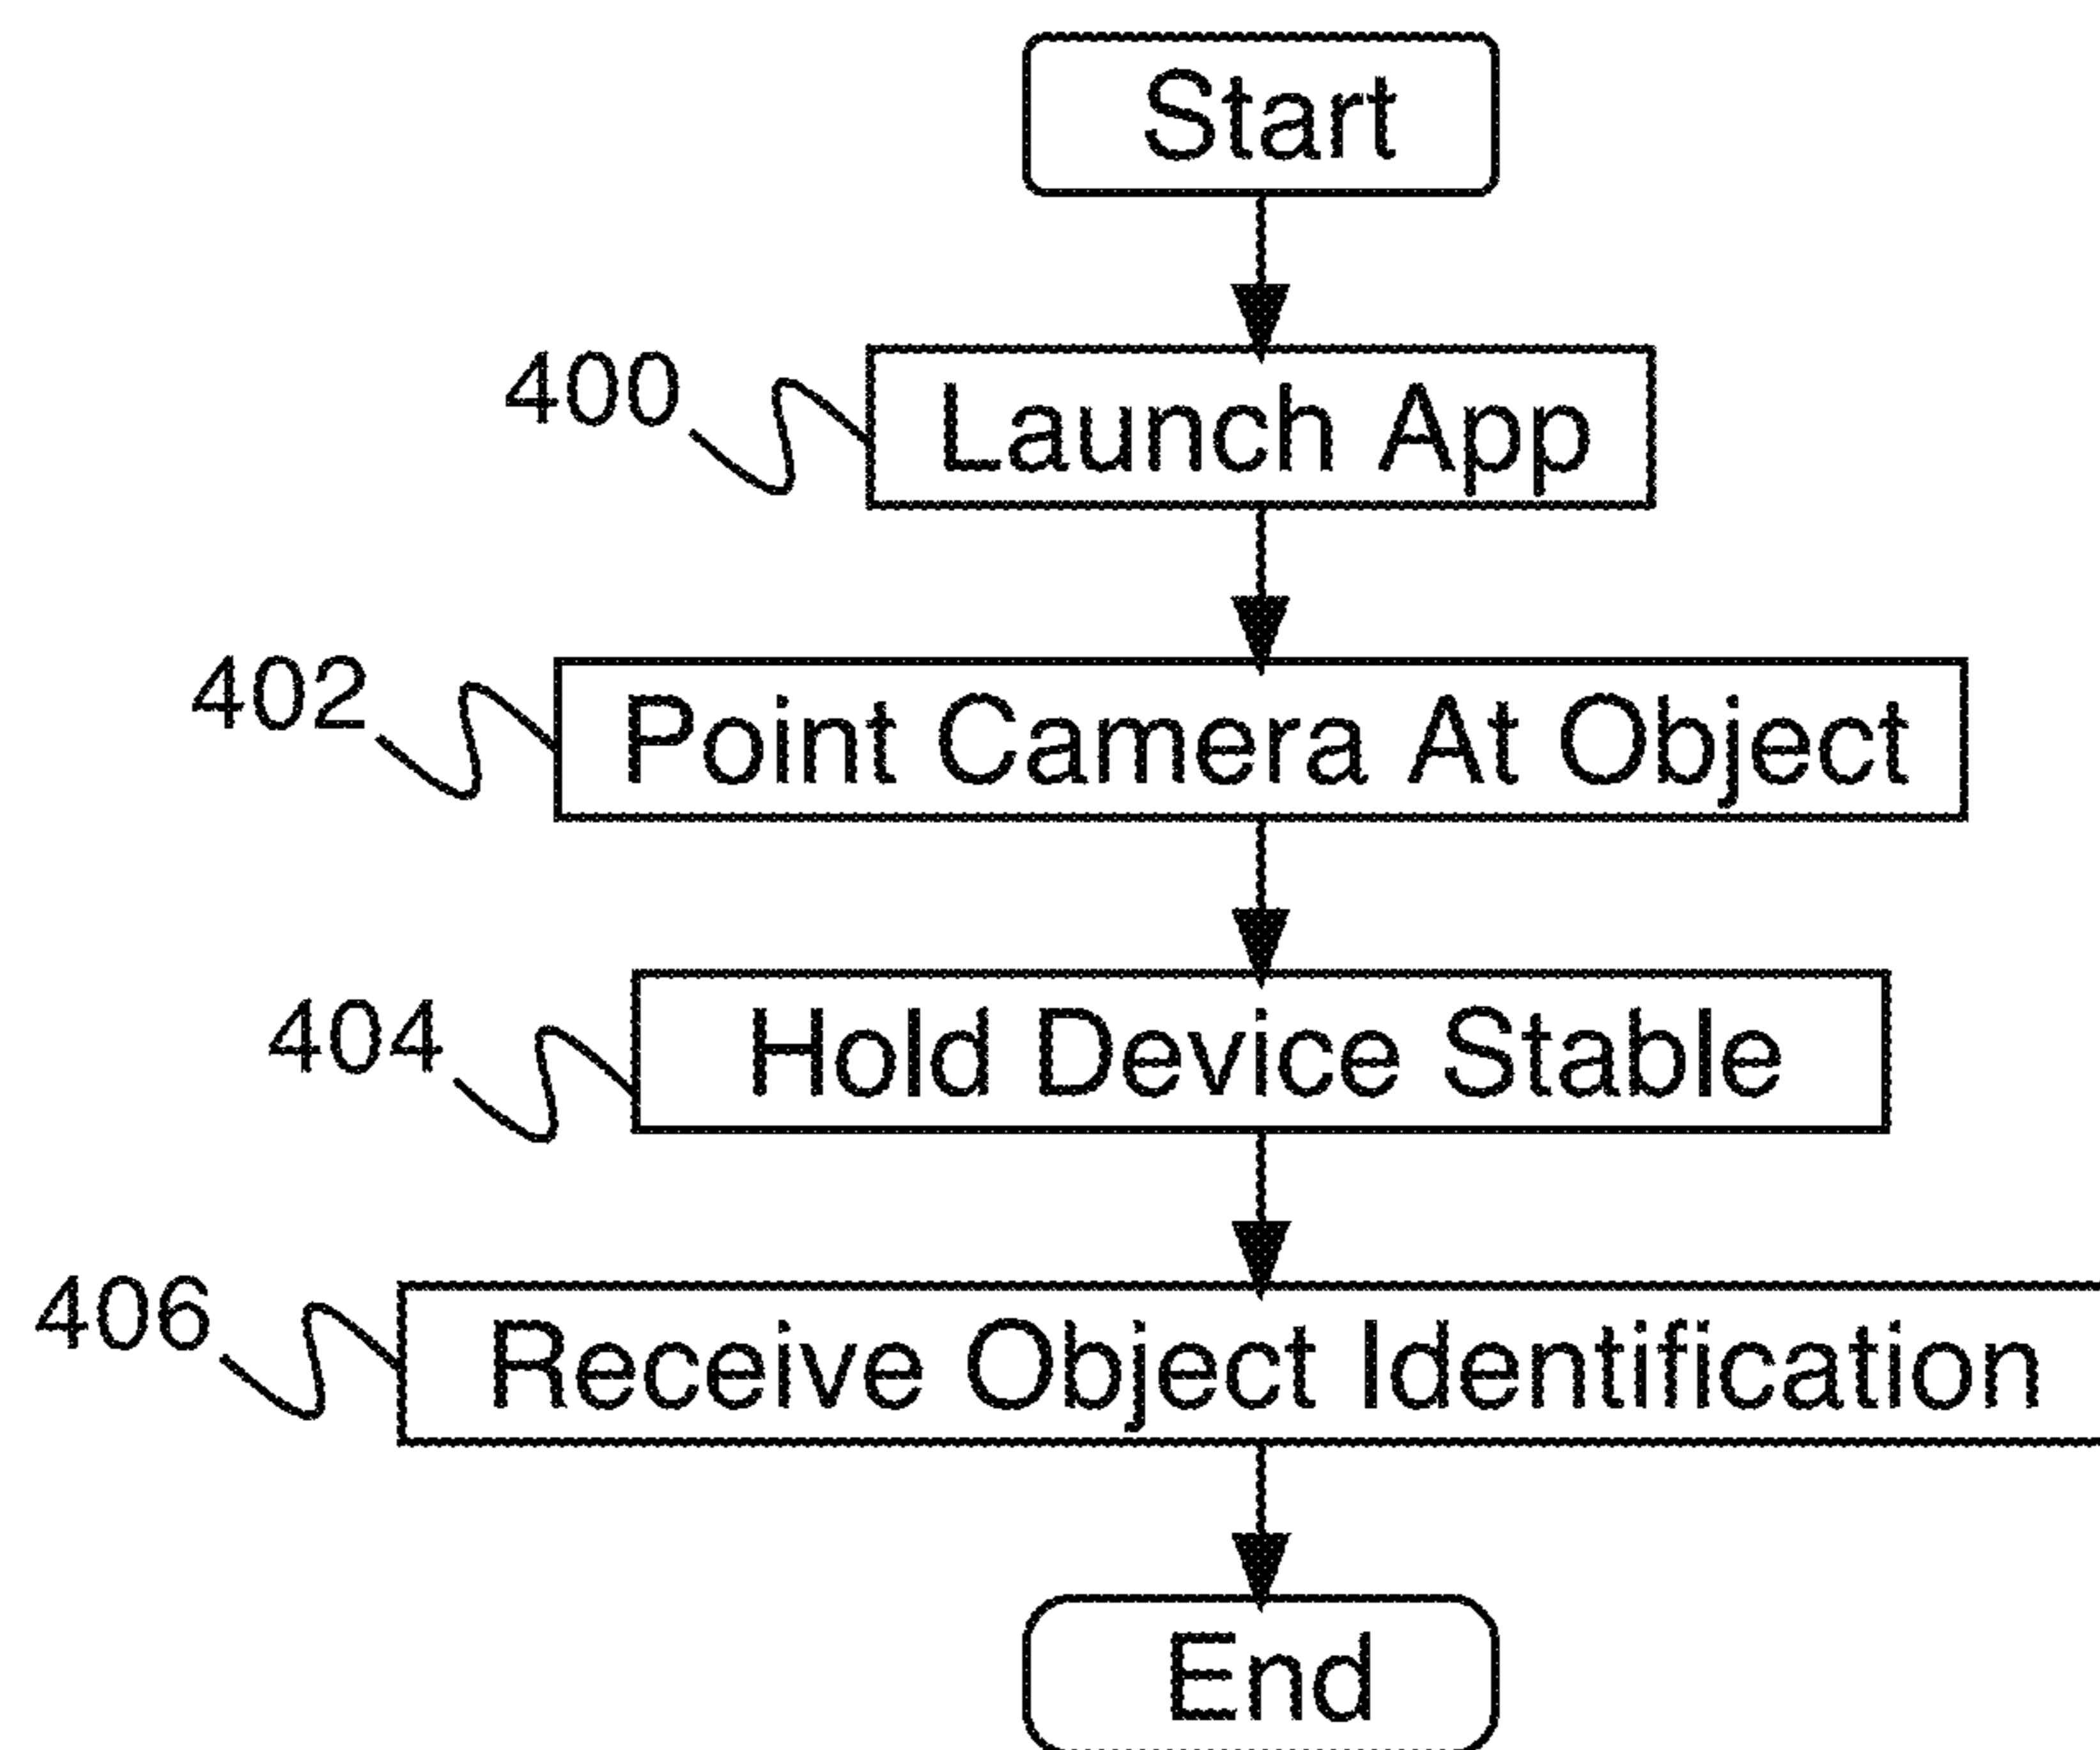 Start
400
Launch App
402
Point Camera At Object
404
Hold Device Stable
406
Receive Object Identification
End